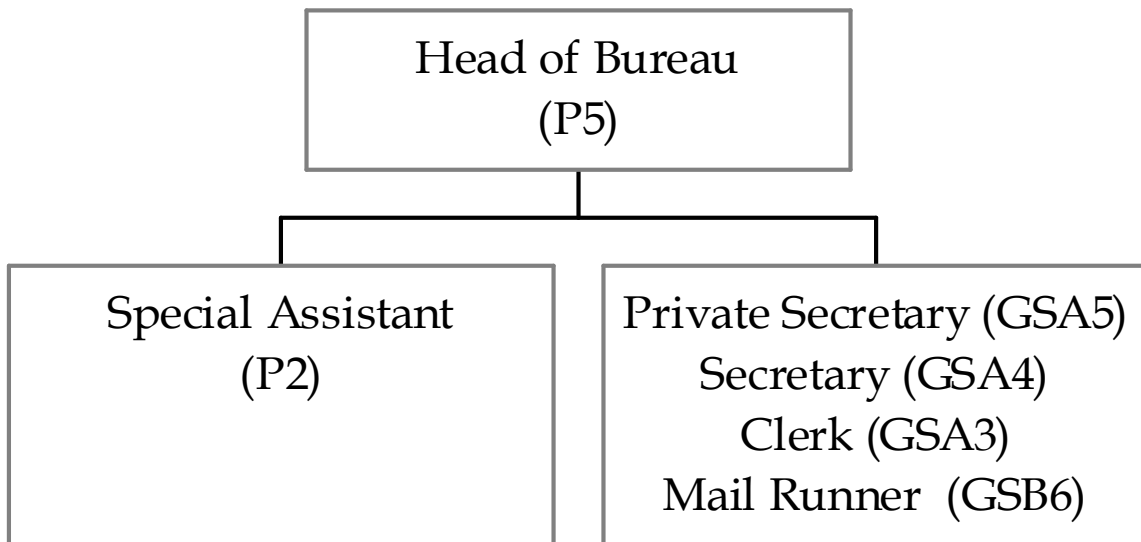 Head of Bureau
(P5)
Special Assistant
(P2)
Private Secretary (GSA5)
Secretary (GSA4)
Clerk (GSA3)
Mail Runner (GSB6)